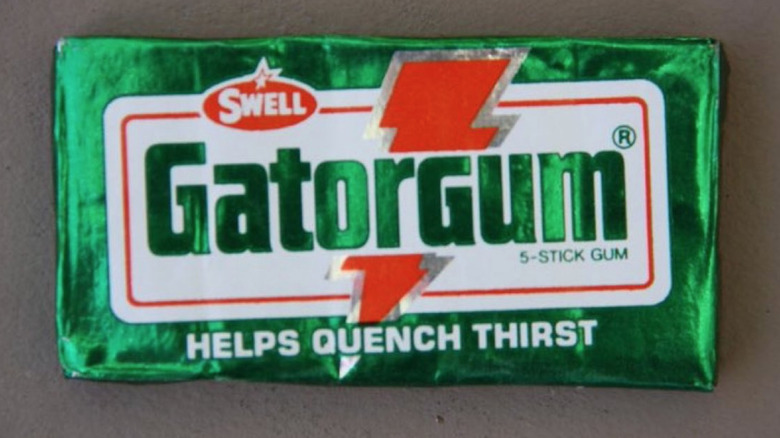 SWELL
GatorGum®
5-STICK GUM
HELPS QUENCH THIRST